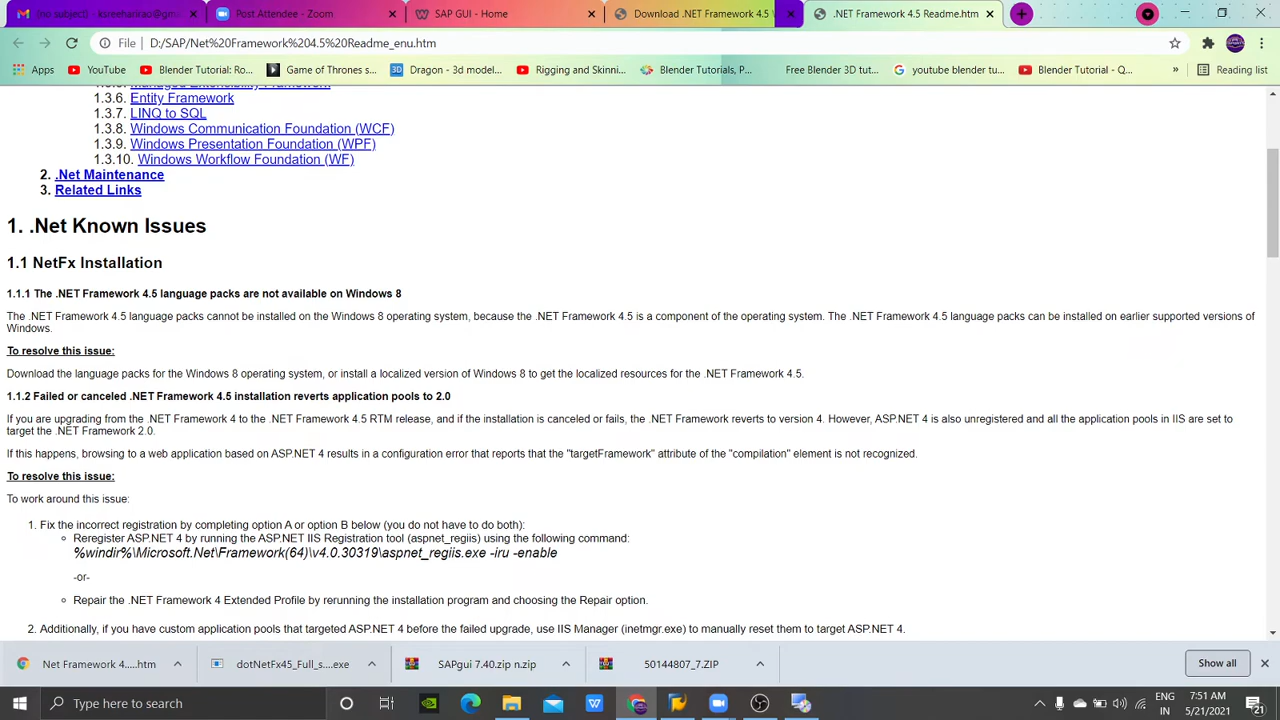 (no subject) - ksreeharirao@gma
Post Attendee - Zoom
SAP GUI - Home
Download .NET Framework 4.5 W
.NET Framework 4.5 Readme.htm
File D:/SAP/Net%20Framework%204.5%20Readme_enu.htm
Apps
YouTube
Blender Tutorial: Ro...
Game of Thrones s...
Dragon - 3d model...
Rigging and Skinni...
Blender Tutorials, P...
Free Blender 3D tut...
youtube blender tu...
Blender Tutorial - Q...
»
Reading list
1.3.6. Entity Framework
1.3.7. LINQ to SQL
1.3.8. Windows Communication Foundation (WCF)
1.3.9. Windows Presentation Foundation (WPF)
1.3.10. Windows Workflow Foundation (WF)
2. .Net Maintenance
3. Related Links
1. .Net Known Issues
1.1 NetFx Installation
1.1.1 The .NET Framework 4.5 language packs are not available on Windows 8
The .NET Framework 4.5 language packs cannot be installed on the Windows 8 operating system, because the .NET Framework 4.5 is a component of the operating system. The .NET Framework 4.5 language packs can be installed on earlier supported versions of
Windows.
To resolve this issue:
Download the language packs for the Windows 8 operating system, or install a localized version of Windows 8 to get the localized resources for the .NET Framework 4.5.
1.1.2 Failed or canceled .NET Framework 4.5 installation reverts application pools to 2.0
If you are upgrading from the .NET Framework 4 to the .NET Framework 4.5 RTM release, and if the installation is canceled or fails, the .NET Framework reverts to version 4. However, ASP.NET 4 is also unregistered and all the application pools in IIS are set to
target the .NET Framework 2.0.
If this happens, browsing to a web application based on ASP.NET 4 results in a configuration error that reports that the "targetFramework" attribute of the "compilation" element is not recognized.
To resolve this issue:
To work around this issue:
1. Fix the incorrect registration by completing option A or option B below (you do not have to do both):
Reregister ASP.NET 4 by running the ASP.NET IIS Registration tool (aspnet_regiis) using the following command:
%windir%\Microsoft.Net\Framework(64)\v4.0.30319\aspnet_regiis.exe -iru -enable
-or-
Repair the .NET Framework 4 Extended Profile by rerunning the installation program and choosing the Repair option.
2. Additionally, if you have custom application pools that targeted ASP.NET 4 before the failed upgrade, use IIS Manager (inetmgr.exe) to manually reset them to target ASP.NET 4.
Net Framework 4.....htm
dotNetFx45_Full_s....exe
SAPgui 7.40.zip n.zip
50144807_7.ZIP
Show all
Type here to search
ENG
IN
7:51 AM
5/21/2021
21